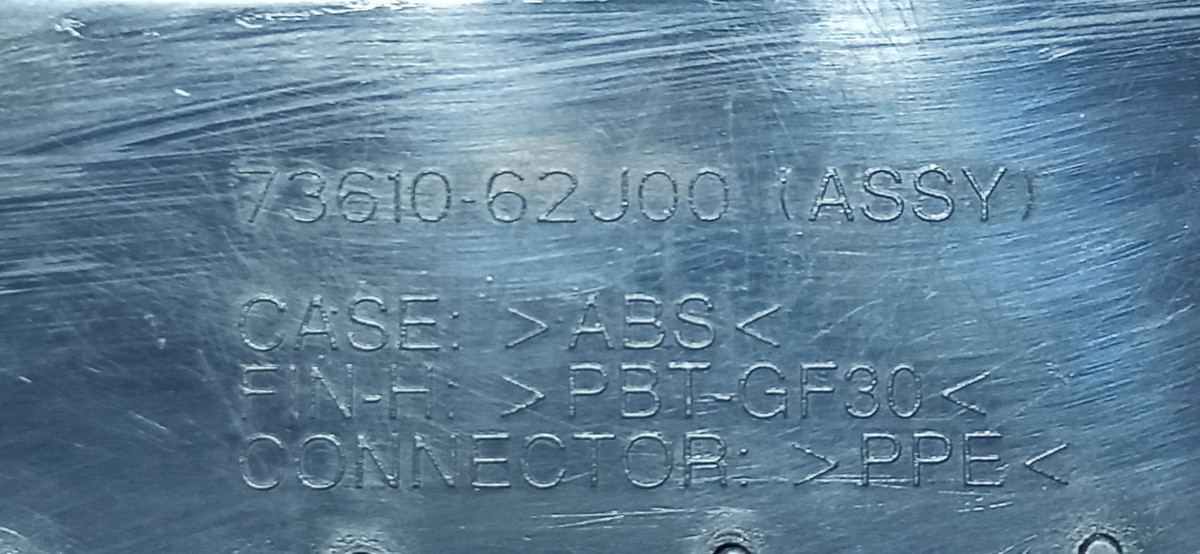 73610-62J00 (ASSY)
CASE: >ABS<
FIN-H: >PBT-GF30<
CONNECTOR: >PPE<